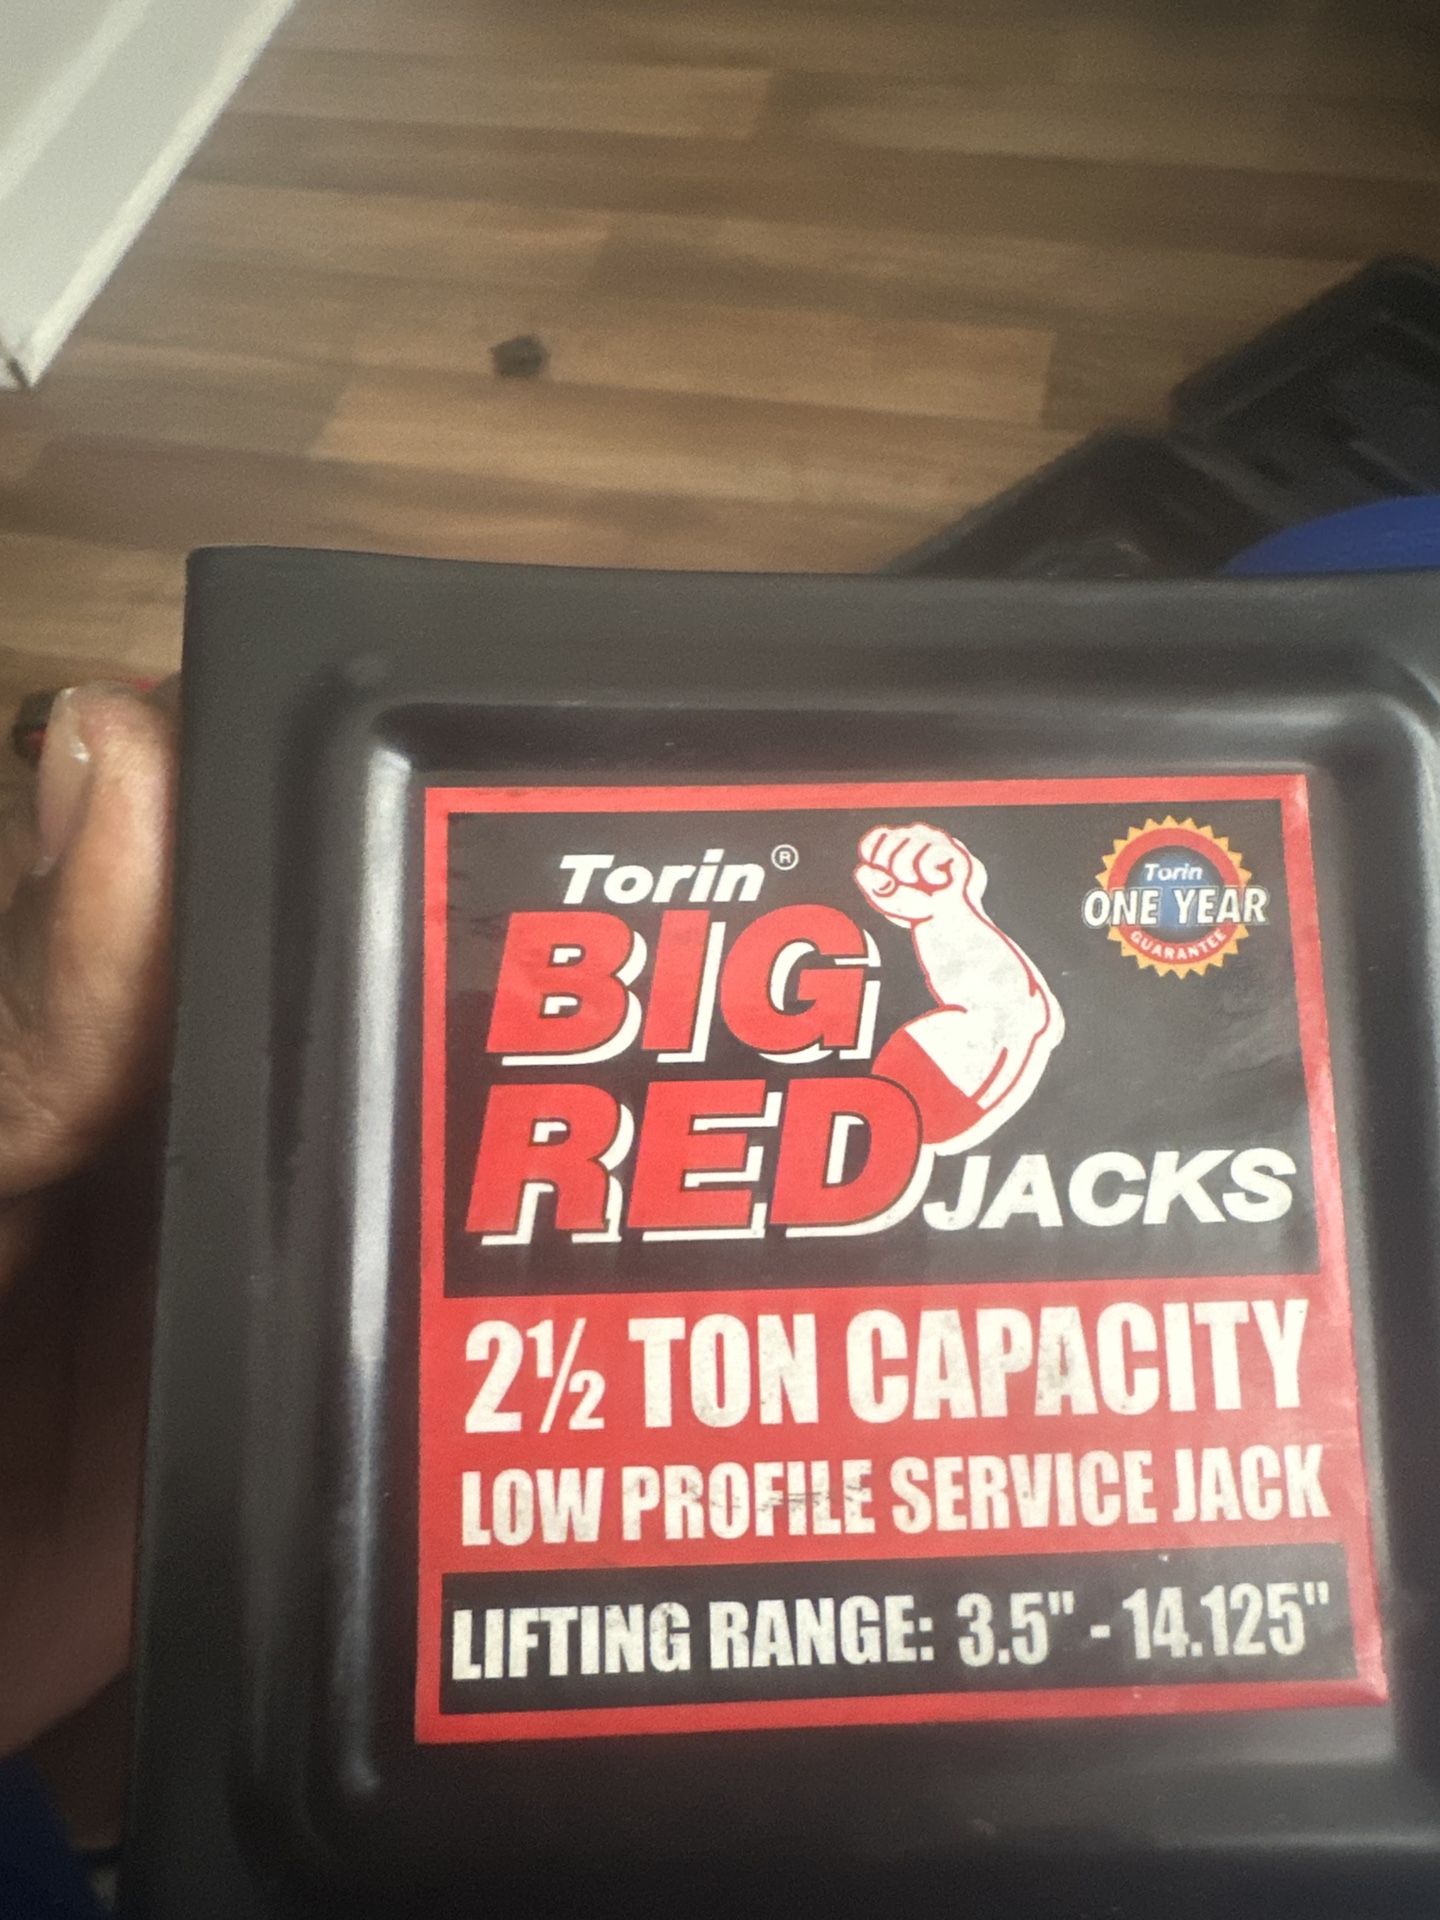 Torin®
BIG
RED JACKS
Torin
ONE YEAR
GUARANTEE
2½ TON CAPACITY
LOW PROFILE SERVICE JACK
LIFTING RANGE: 3.5" - 14.125"